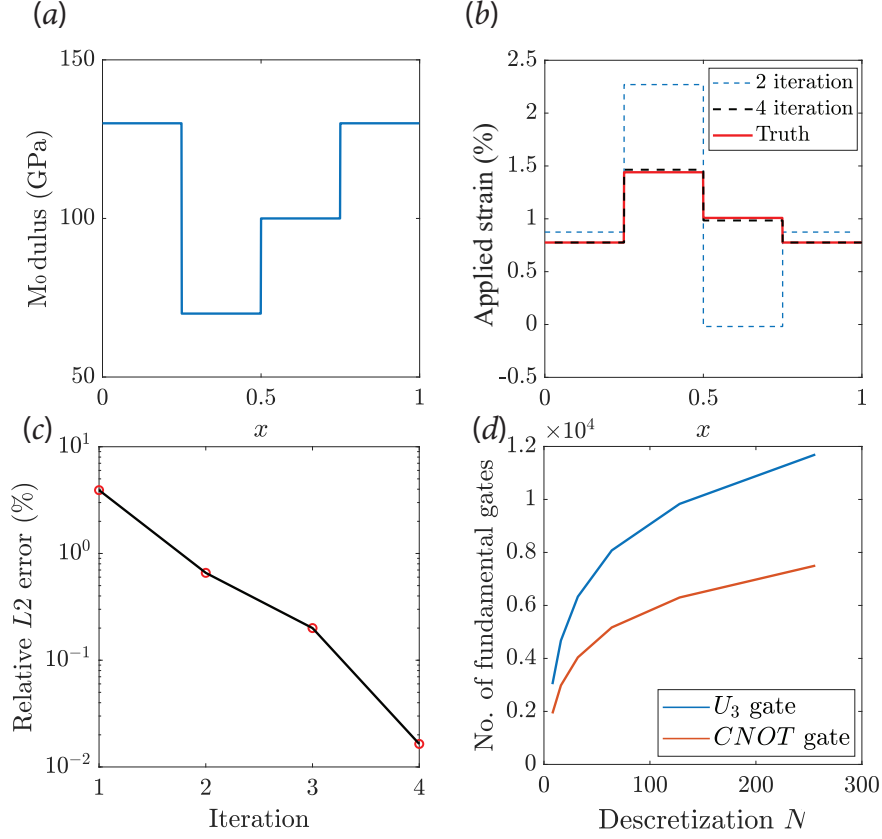 (a)
150
100
50
Modulus (GPa)
0
0.5
1
x
(b)
2.5
2
1.5
1
0.5
0
-0.5
Applied strain (%)
2 iteration
4 iteration
Truth
0
0.5
1
x
(c)
10^1
10^0
10^-1
10^-2
Relative L2 error (%)
1
2
3
4
Iteration
(d)
×10^4
1.2
1
0.8
0.6
0.4
0.2
0
No. of fundamental gates
U_3 gate
CNOT gate
0
100
200
300
Descretization N